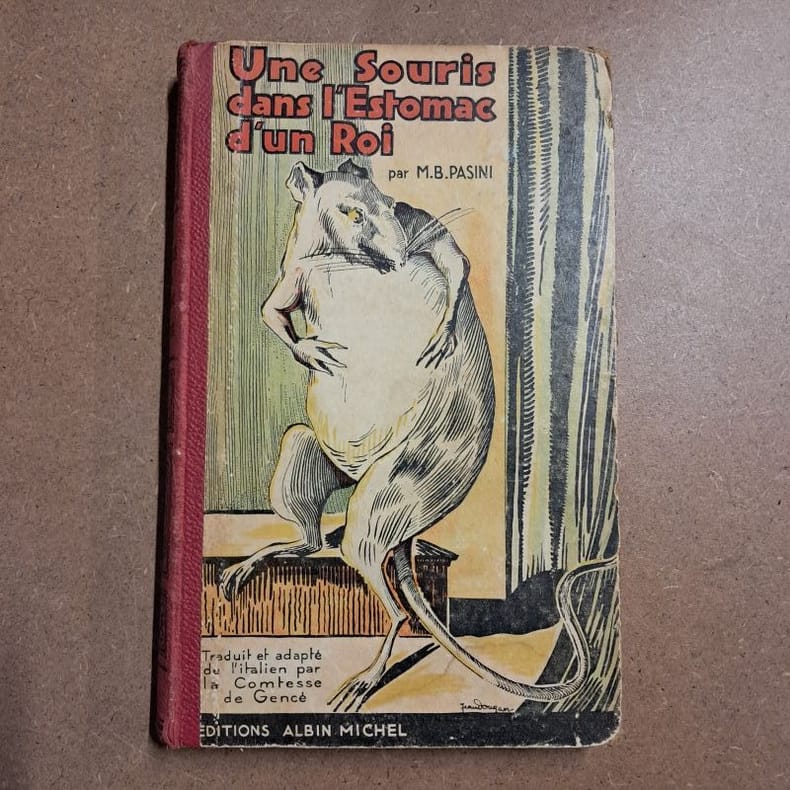 Une Souris
dans l'Estomac
d'un Roi
par M.B.PASINI
Traduit et adapté
de l'italien par
la Comtesse
de Gencé
EDITIONS ALBIN MICHEL